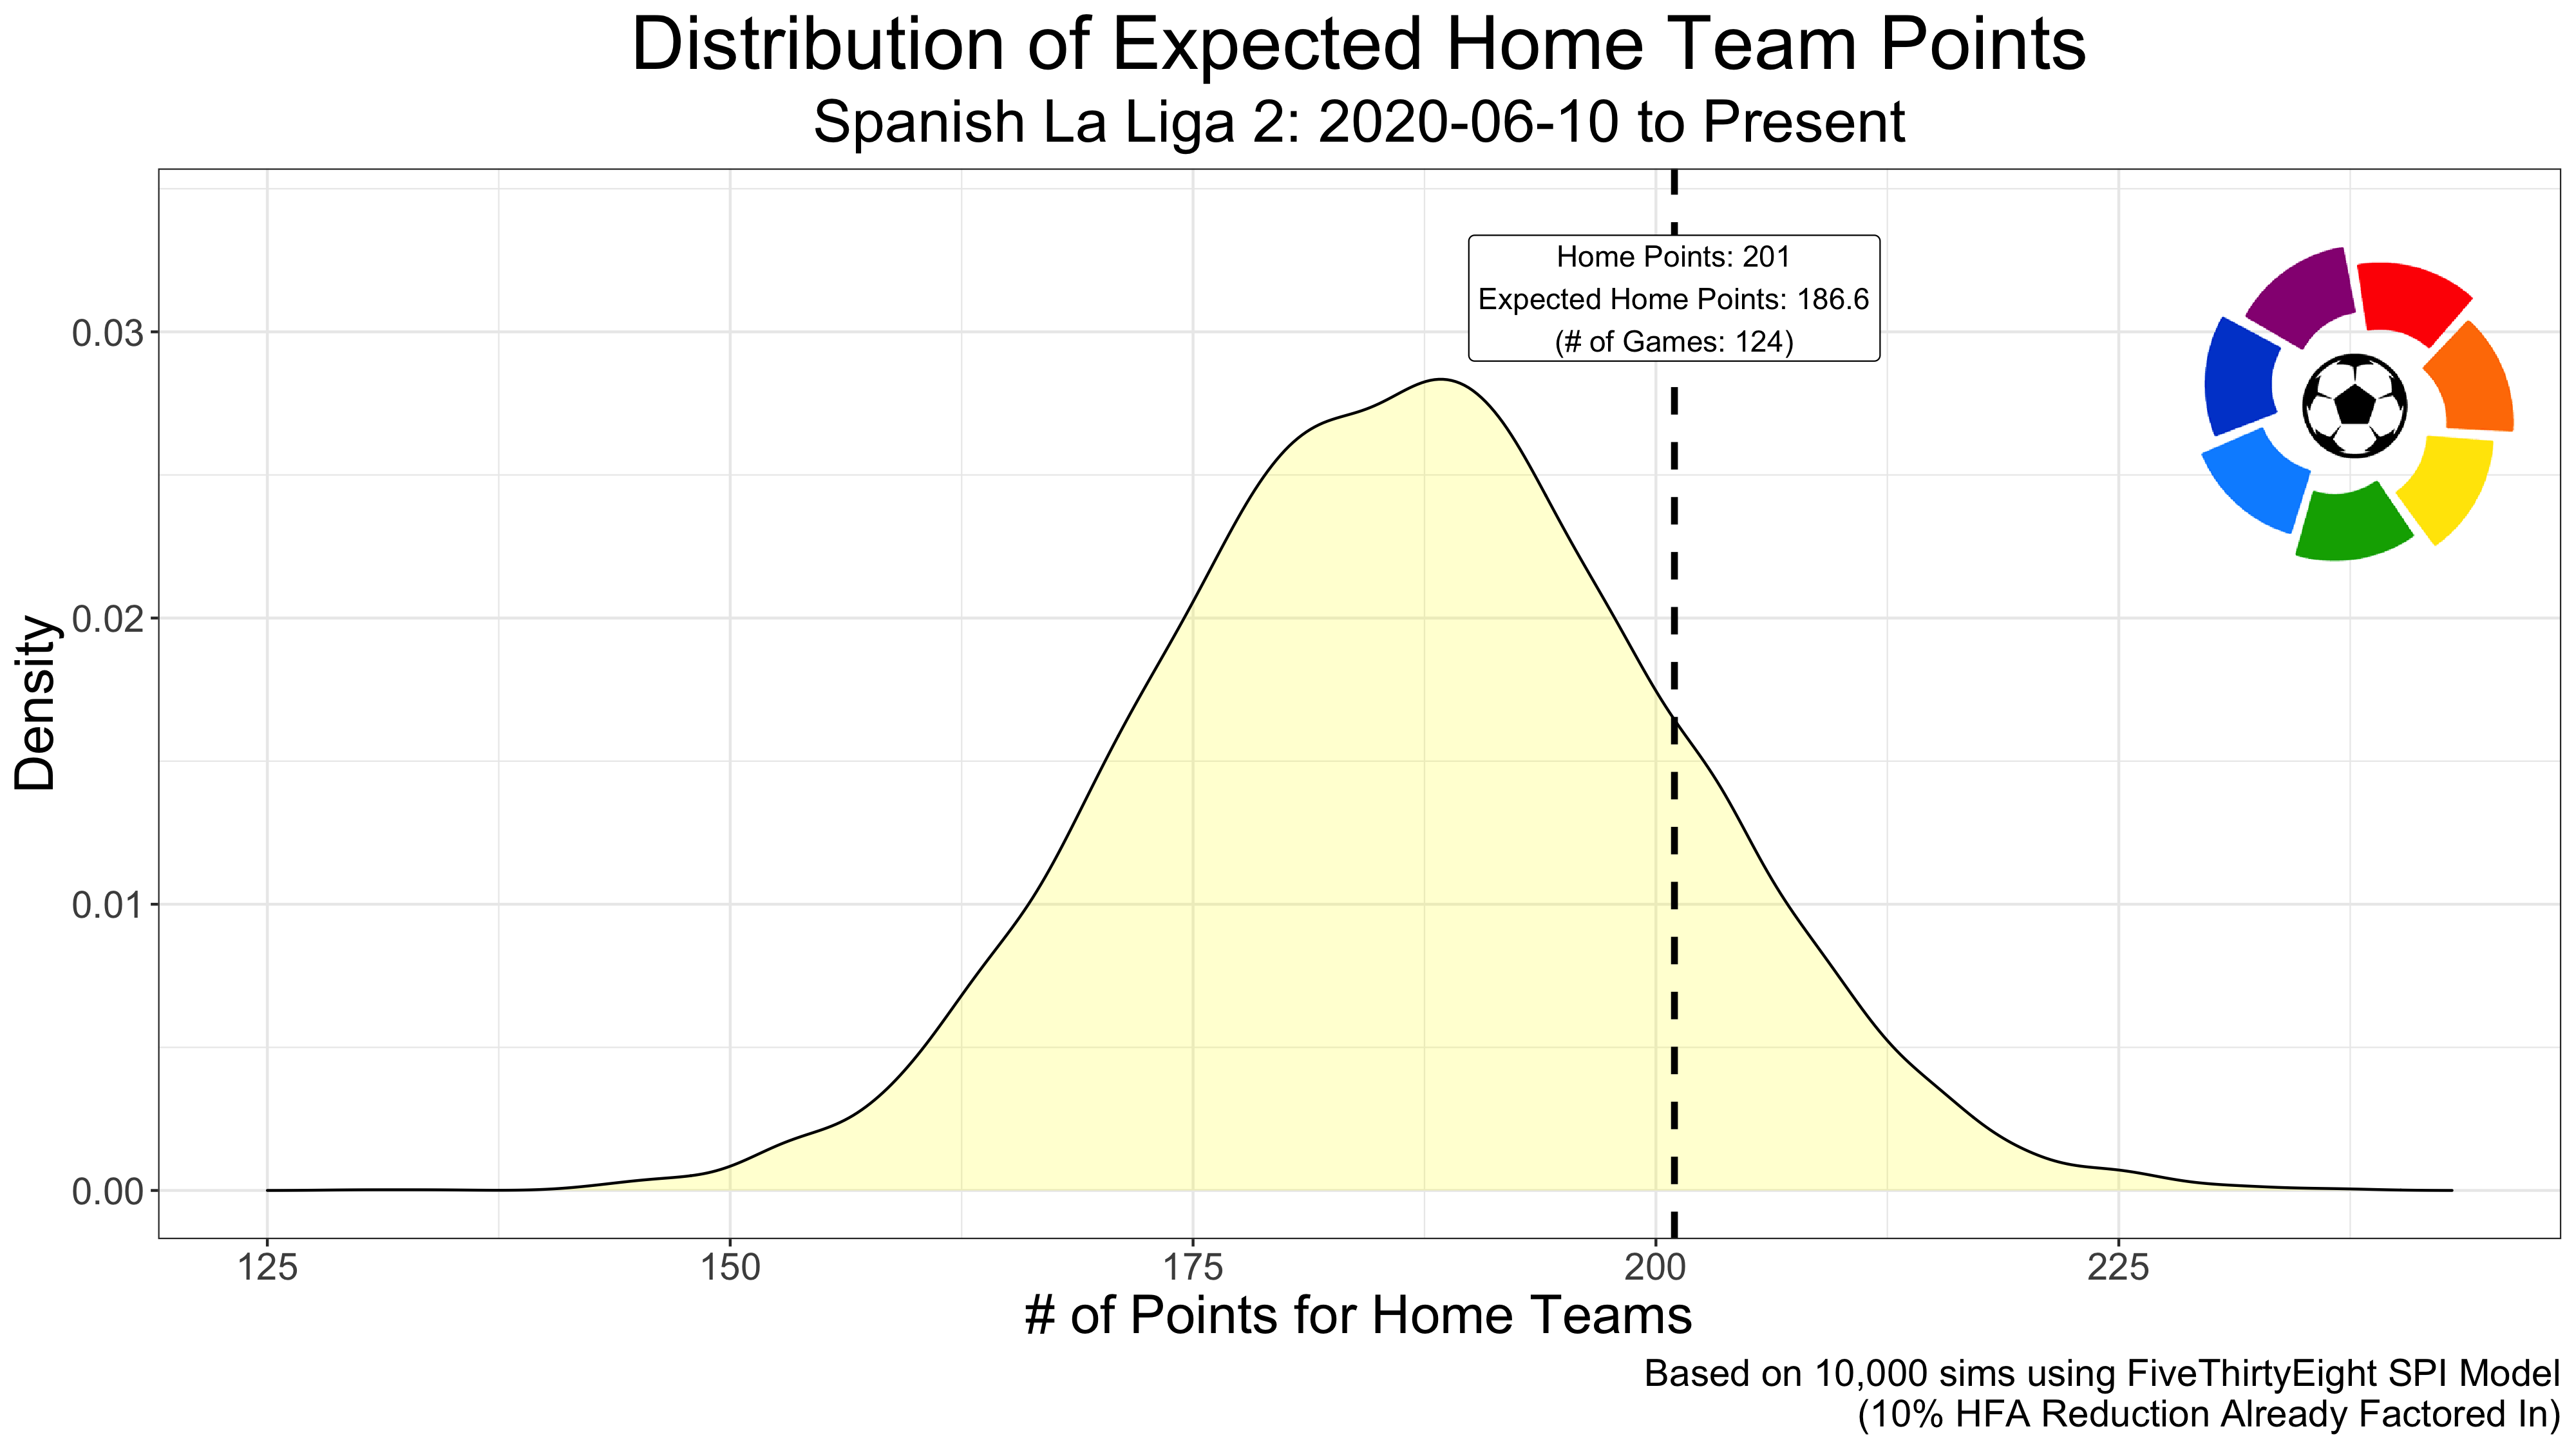 Distribution of Expected Home Team Points
Spanish La Liga 2: 2020-06-10 to Present
Home Points: 201
Expected Home Points: 186.6
(# of Games: 124)
Density
0.03
0.02
0.01
0.00
125 150 175 200 225
# of Points for Home Teams
Based on 10,000 sims using FiveThirtyEight SPI Model
(10% HFA Reduction Already Factored In)